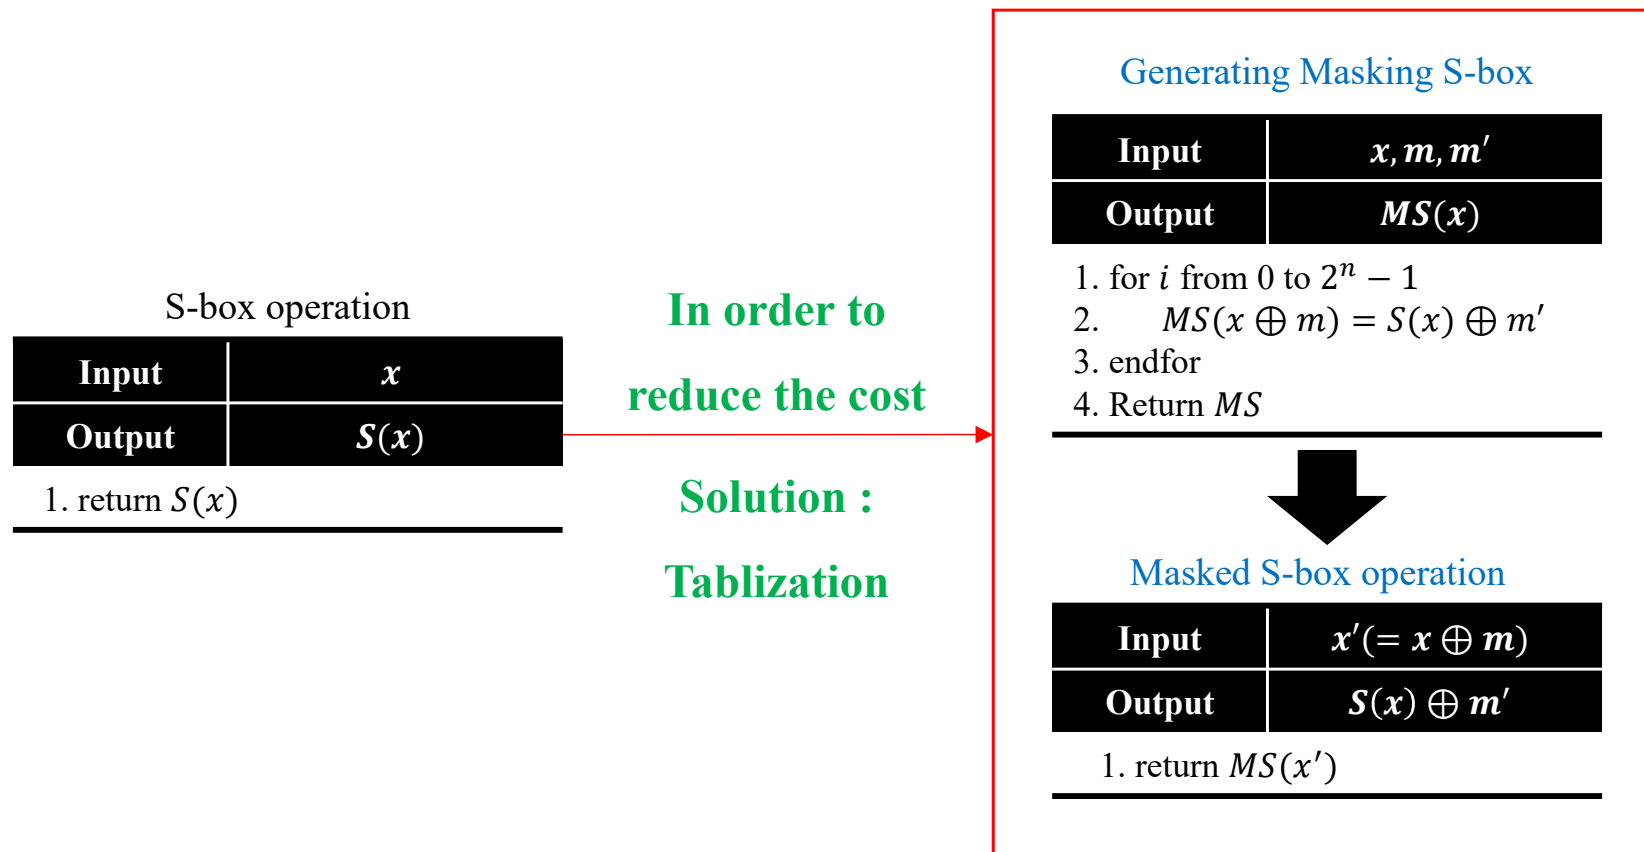 S-box operation
Input x
Output S(x)
1. return S(x)
In order to
reduce the cost
Solution :
Tablization
Generating Masking S-box
Input x, m, m′
Output MS(x)
1. for i from 0 to 2ⁿ − 1
2. MS(x ⊕ m) = S(x) ⊕ m′
3. endfor
4. Return MS
Masked S-box operation
Input x′(= x ⊕ m)
Output S(x) ⊕ m′
1. return MS(x′)